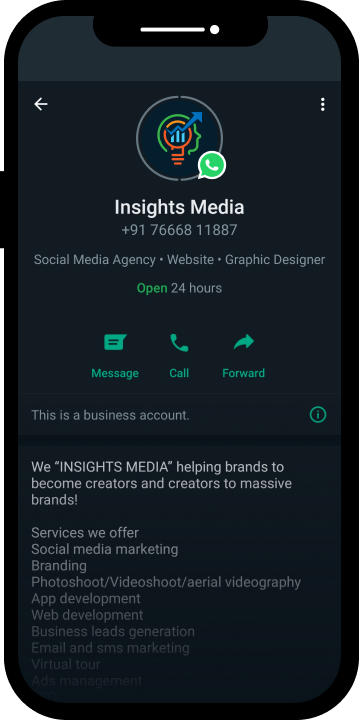 Insights Media
+91 76668 11887
Social Media Agency • Website • Graphic Designer
Open 24 hours
Message Call Forward
This is a business account.
We “INSIGHTS MEDIA” helping brands to
become creators and creators to massive
brands!
Services we offer
Social media marketing
Branding
Photoshoot/Videoshoot/aerial videography
App development
Web development
Business leads generation
Email and sms marketing
Virtual tour
Ads management